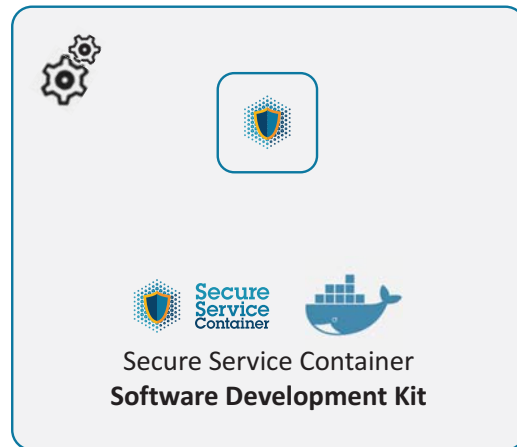 Secure
Service
Container
Secure Service Container
Software Development Kit